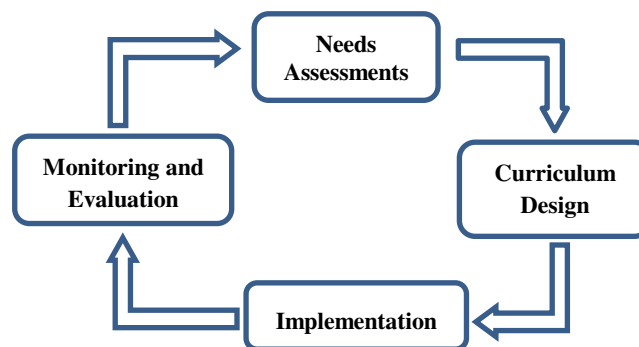 Needs
Assessments
Monitoring and
Evaluation
Curriculum
Design
Implementation